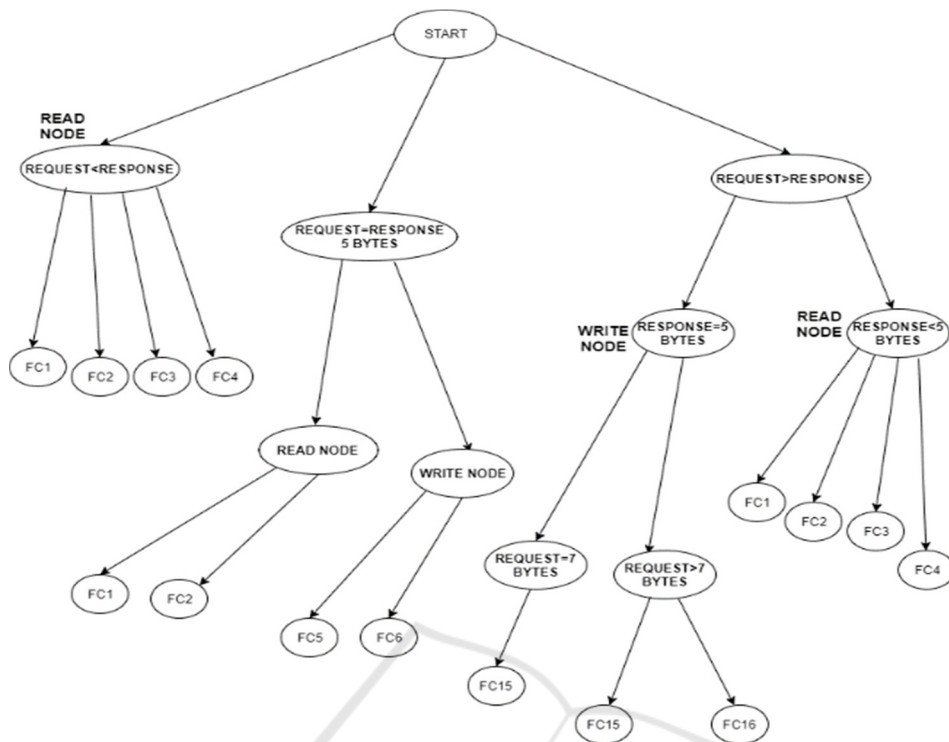 START
READ
NODE
REQUEST<RESPONSE
REQUEST>RESPONSE
REQUEST=RESPONSE
5 BYTES
WRITE
NODE
RESPONSE=5
BYTES
READ
NODE
RESPONSE<5
BYTES
FC1
FC2
FC3
FC4
READ NODE
WRITE NODE
FC1
FC2
FC3
FC4
REQUEST=7
BYTES
REQUEST>7
BYTES
FC1
FC2
FC5
FC6
FC15
FC15
FC16